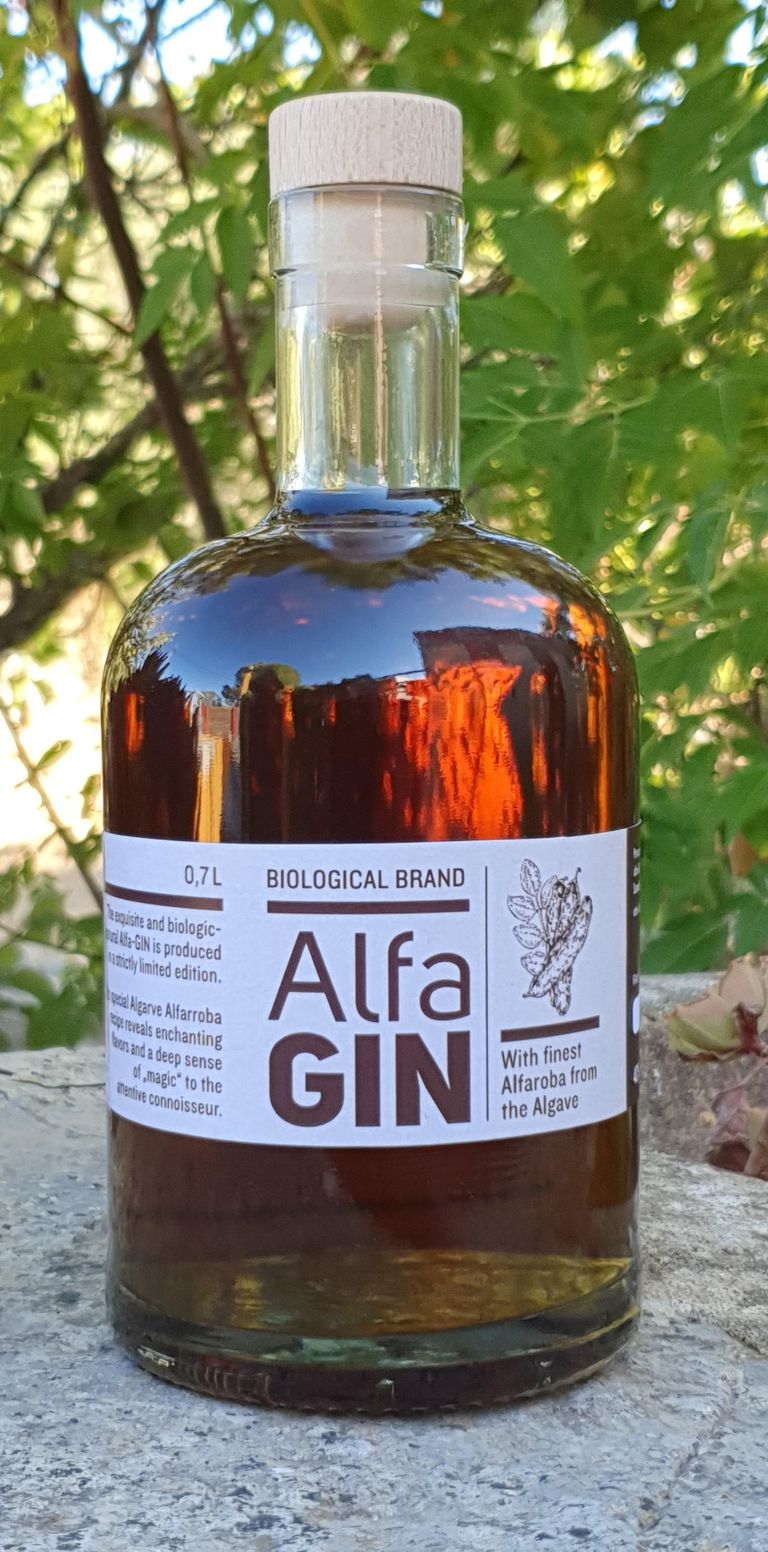 0,7L
The exquisite and biologic-
Alfa-GIN is produced
a strictly limited edition.
special Algarve Alfarroba
recipe reveals enchanting
flavors and a deep sense
of „magic“ to the
attentive connoisseur.
BIOLOGICAL BRAND
Alfa
GIN
With finest
Alfaroba from
the Algave